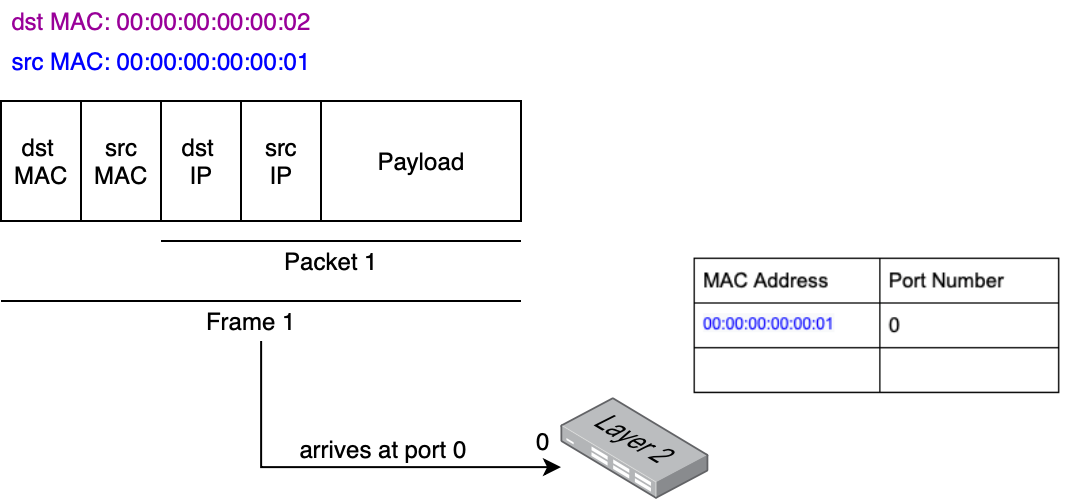 dst MAC: 00:00:00:00:00:02
src MAC: 00:00:00:00:00:01
dst
MAC
src
MAC
dst
IP
src
IP
Payload
Packet 1
Frame 1
MAC Address
Port Number
00:00:00:00:00:01
0
arrives at port 0
0
Layer 2